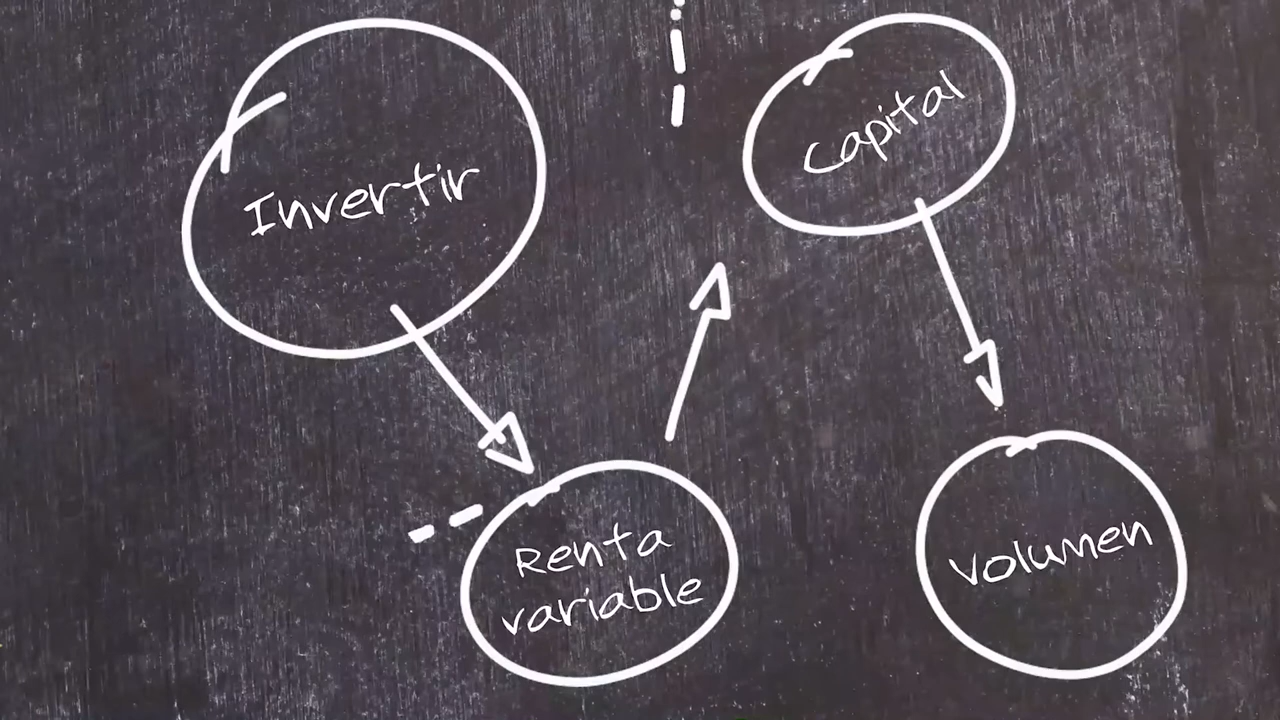 Invertir
Capital
Renta
variable
Volumen